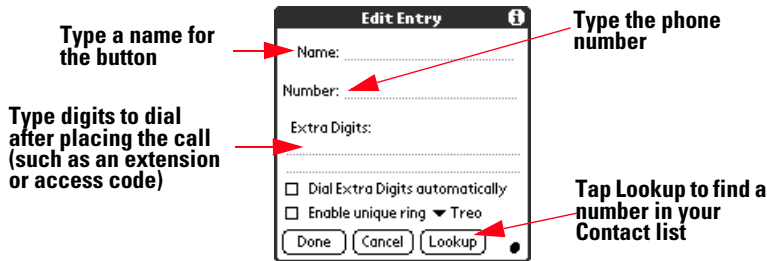 Edit Entry
i
Type a name for
the button
Type the phone
number
Name:
Number:
Type digits to dial
after placing the call
(such as an extension
or access code)
Extra Digits:
Dial Extra Digits automatically
Enable unique ring Treo
Tap Lookup to find a
number in your
Contact list
Done Cancel Lookup